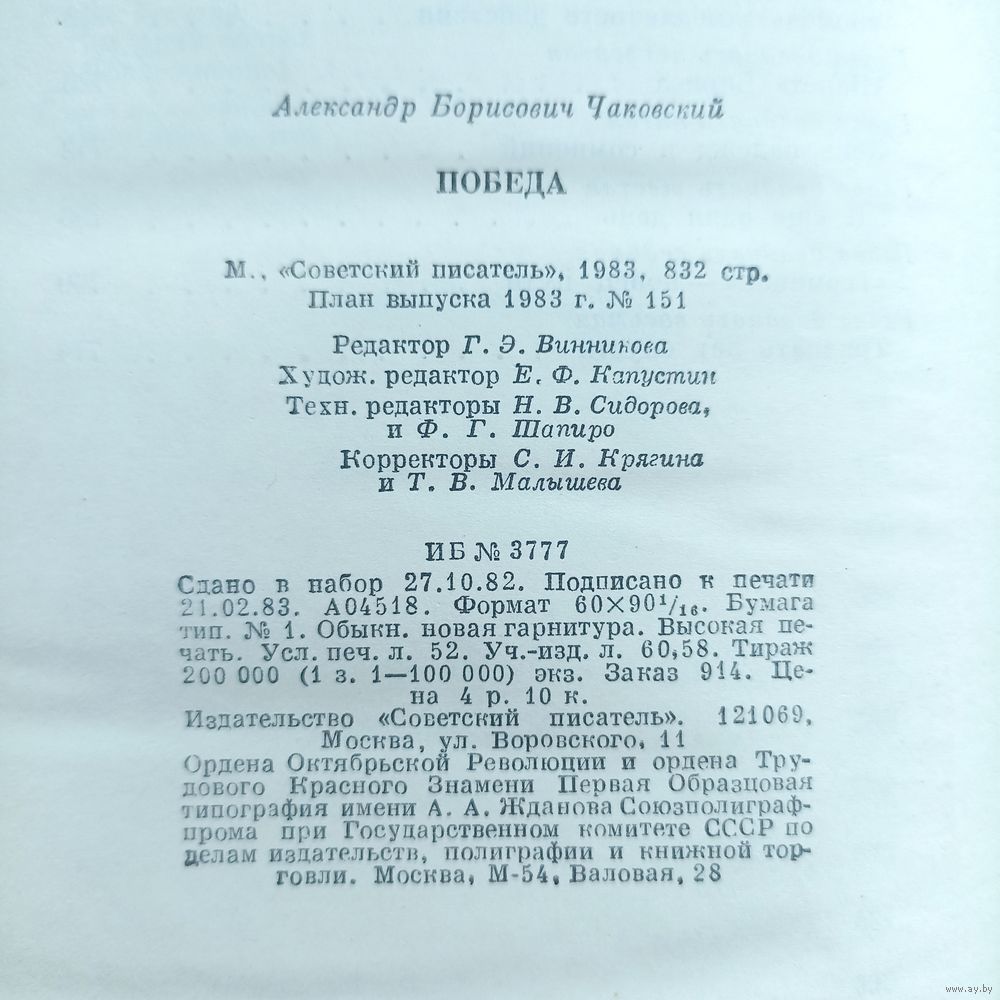 Александр Борисович Чаковский
ПОБЕДА
М., «Советский писатель», 1983, 832 стр.
План выпуска 1983 г. № 151
Редактор Г. Э. Винникова
Худож. редактор Е. Ф. Капустин
Техн. редакторы Н. В. Сидорова,
и Ф. Г. Шапиро
Корректоры С. И. Крягина
и Т. В. Малышева
ИБ № 3777
Сдано в набор 27.10.82. Подписано к печати
21.02.83. А04518. Формат 60×90¹/₁₆. Бумага
тип. № 1. Обыкн. новая гарнитура. Высокая пе-
чать. Усл. печ. л. 52. Уч.-изд. л. 60,58. Тираж
200 000 (1 з. 1—100 000) экз. Заказ 914. Це-
на 4 р. 10 к.
Издательство «Советский писатель». 121069,
Москва, ул. Воровского, 11
Ордена Октябрьской Революции и ордена Тру-
дового Красного Знамени Первая Образцовая
типография имени А. А. Жданова Союзполиграф-
прома при Государственном комитете СССР по
делам издательств, полиграфии и книжной тор-
говли. Москва, М-54, Валовая, 28
www.ay.by